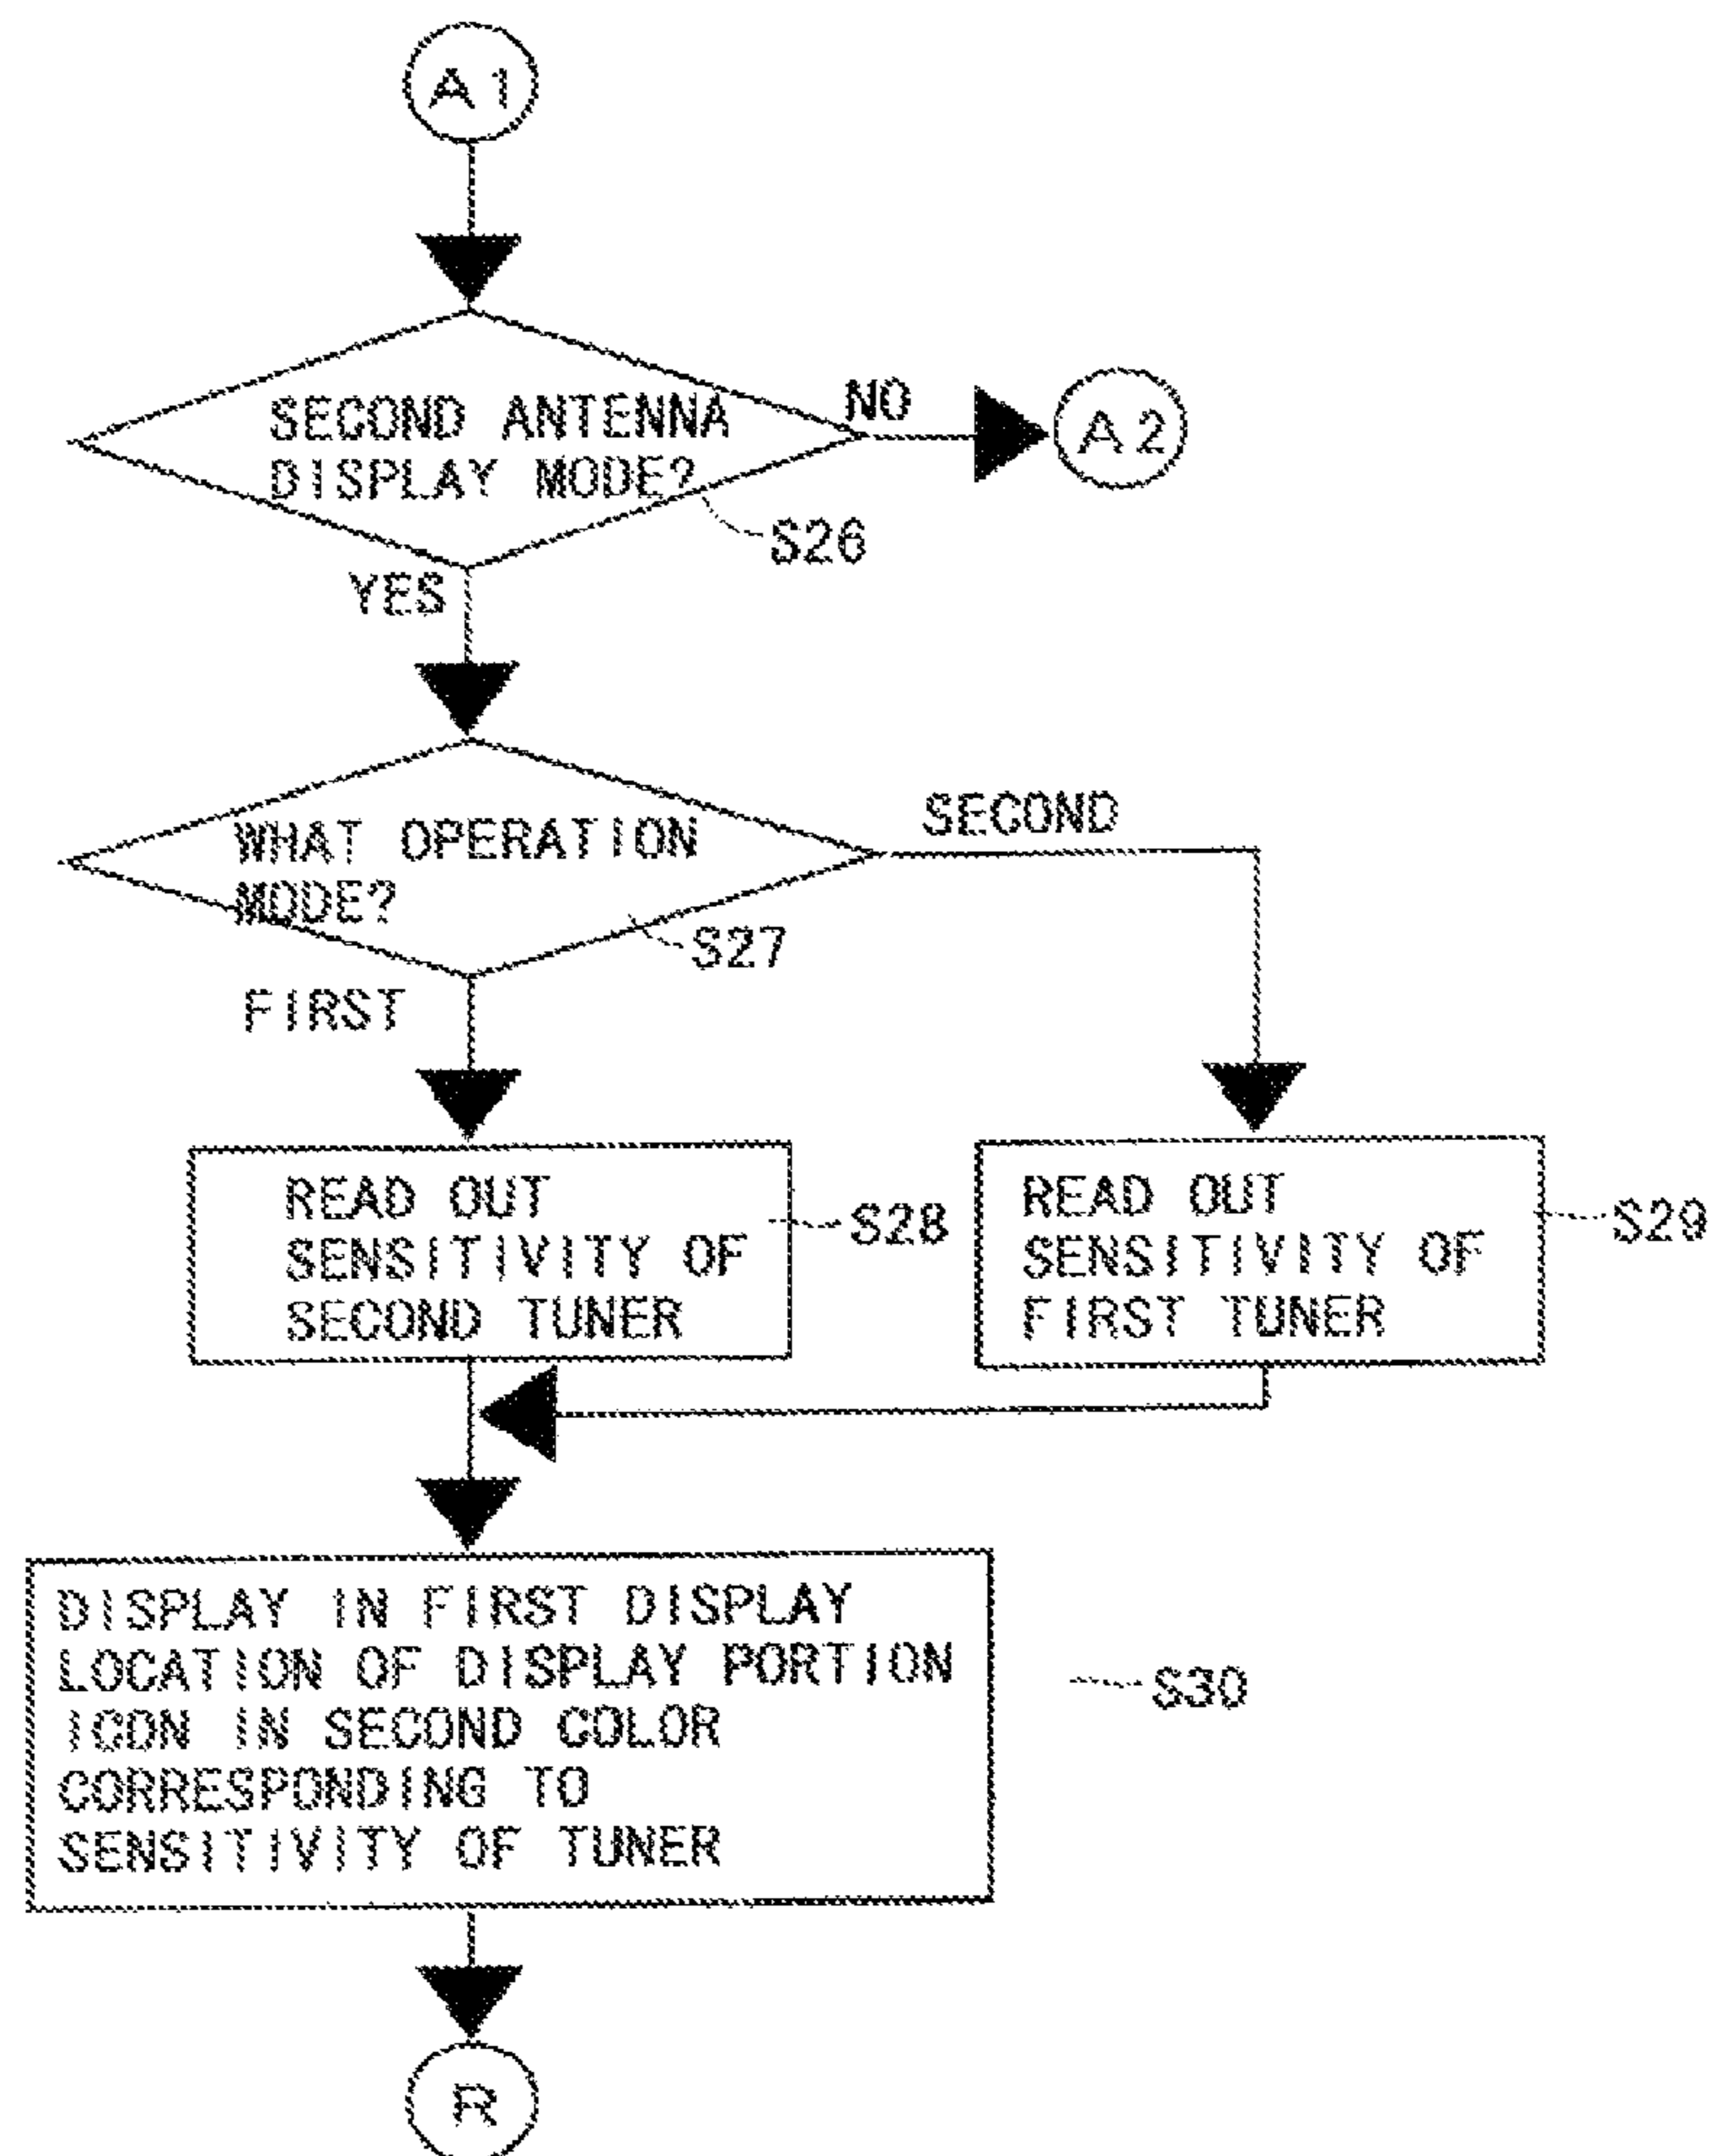 A1
SECOND ANTENNA
DISPLAY MODE?
NO
A2
S26
YES
WHAT OPERATION
MODE?
SECOND
S27
FIRST
READ OUT
SENSITIVITY OF
SECOND TUNER
S28
READ OUT
SENSITIVITY OF
FIRST TUNER
S29
DISPLAY IN FIRST DISPLAY
LOCATION OF DISPLAY PORTION
ICON IN SECOND COLOR
CORRESPONDING TO
SENSITIVITY OF TUNER
S30
R